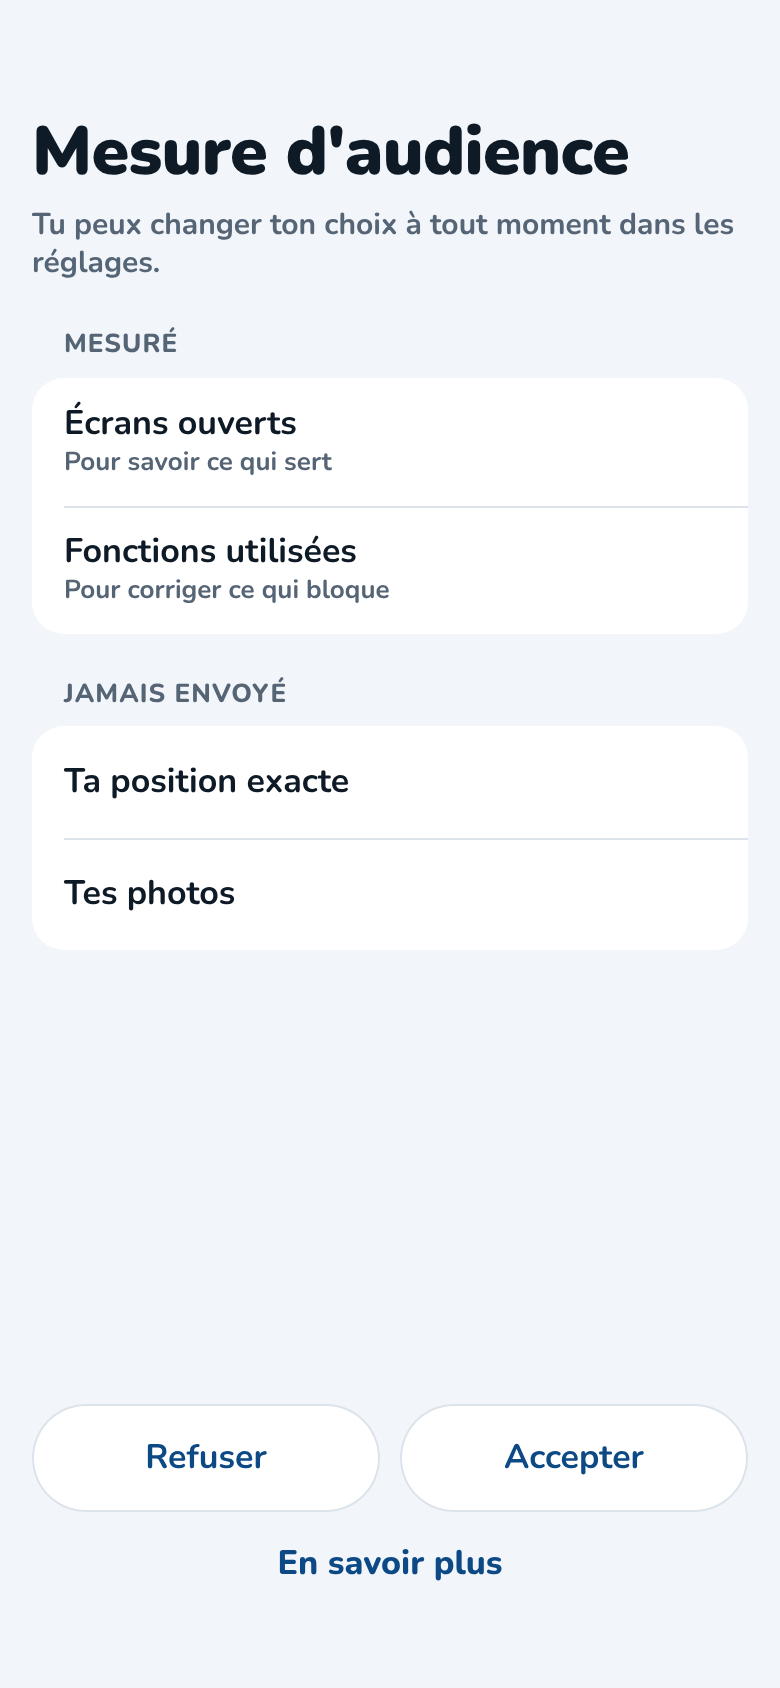 Mesure d'audience
Tu peux changer ton choix à tout moment dans les
réglages.
MESURÉ
Écrans ouverts
Pour savoir ce qui sert
Fonctions utilisées
Pour corriger ce qui bloque
JAMAIS ENVOYÉ
Ta position exacte
Tes photos
Refuser
Accepter
En savoir plus